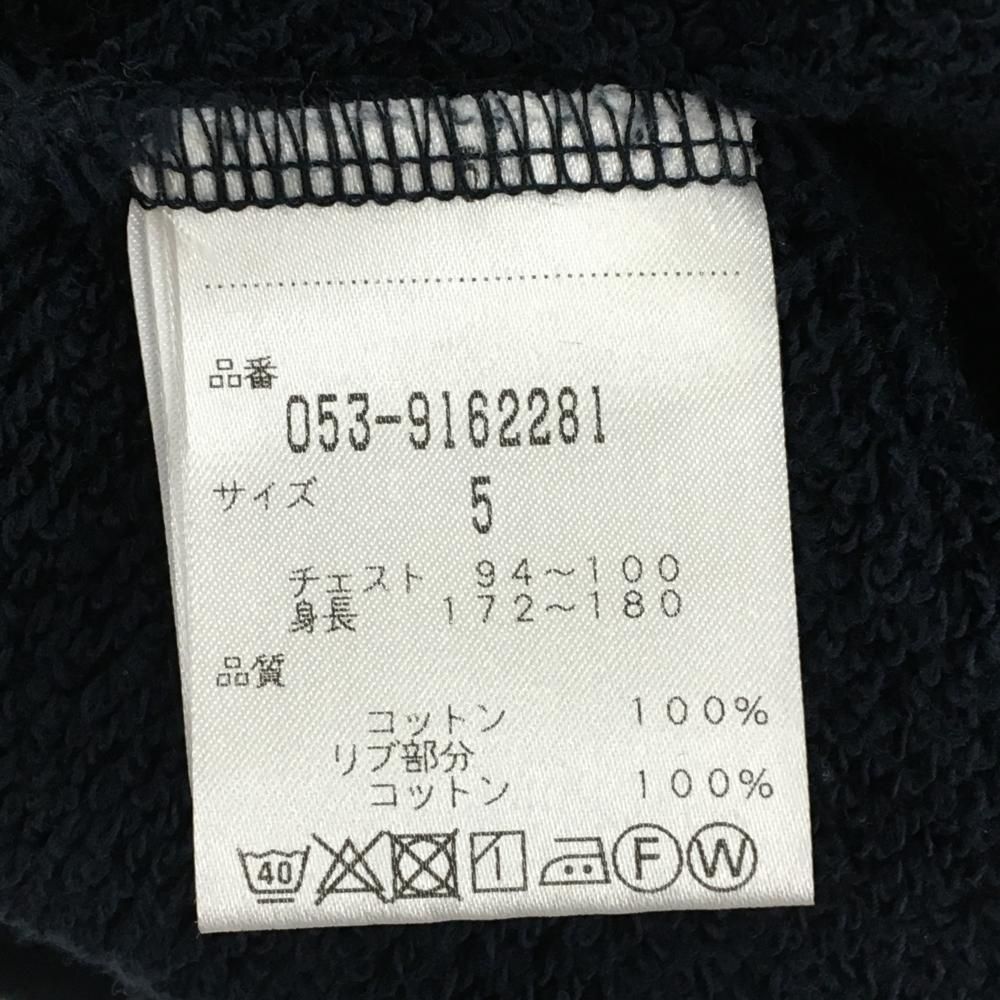 品番
053-9162281
サイズ 5
チェスト 94～100
身長 172～180
品質
コットン 100%
リブ部分
コットン 100%
40 F W